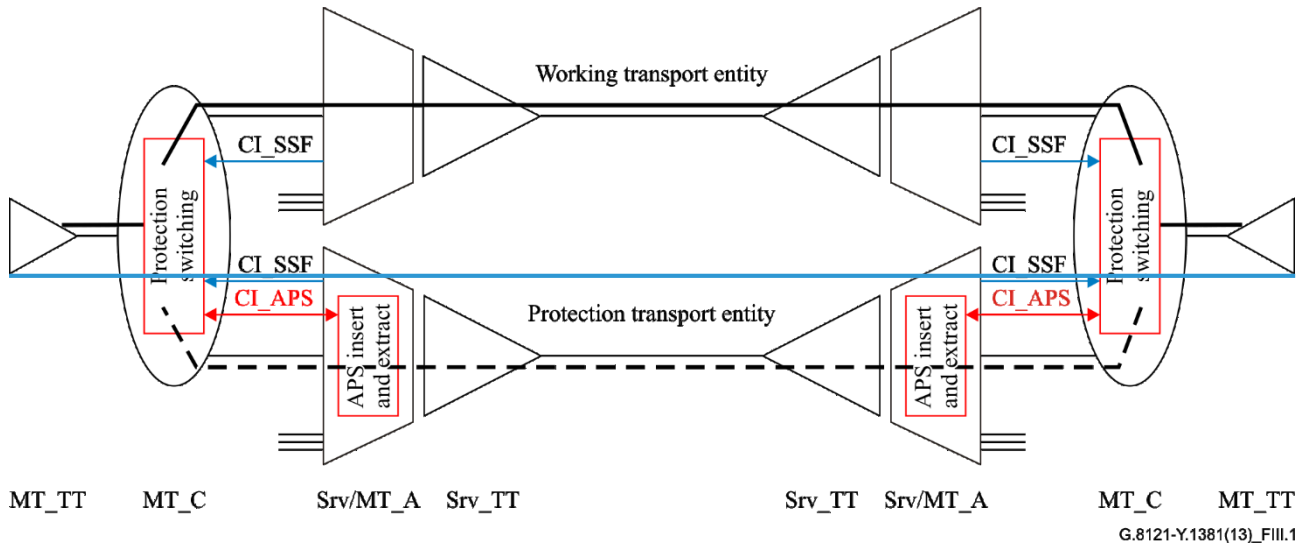 Working transport entity
CI_SSF
CI_SSF
Protection
switching
Protection
switching
CI_SSF
CI_SSF
CI_APS
CI_APS
Protection transport entity
APS insert
and extract
APS insert
and extract
MT_TT MT_C Srv/MT_A Srv_TT Srv_TT Srv/MT_A MT_C MT_TT
G.8121-Y.1381(13)_FIII.1